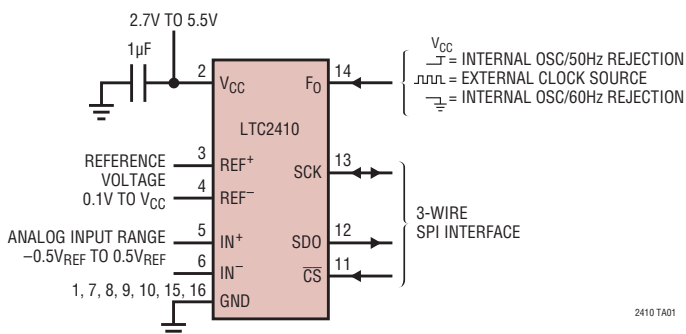 2.7V TO 5.5V
1µF
2
VCC
FO
14
VCC
= INTERNAL OSC/50Hz REJECTION
= EXTERNAL CLOCK SOURCE
= INTERNAL OSC/60Hz REJECTION
LTC2410
REFERENCE
VOLTAGE
0.1V TO VCC
3
REF+
4
REF–
SCK
13
3-WIRE
SPI INTERFACE
ANALOG INPUT RANGE
–0.5VREF TO 0.5VREF
5
IN+
6
IN–
SDO
12
CS
11
1, 7, 8, 9, 10, 15, 16
GND
2410 TA01